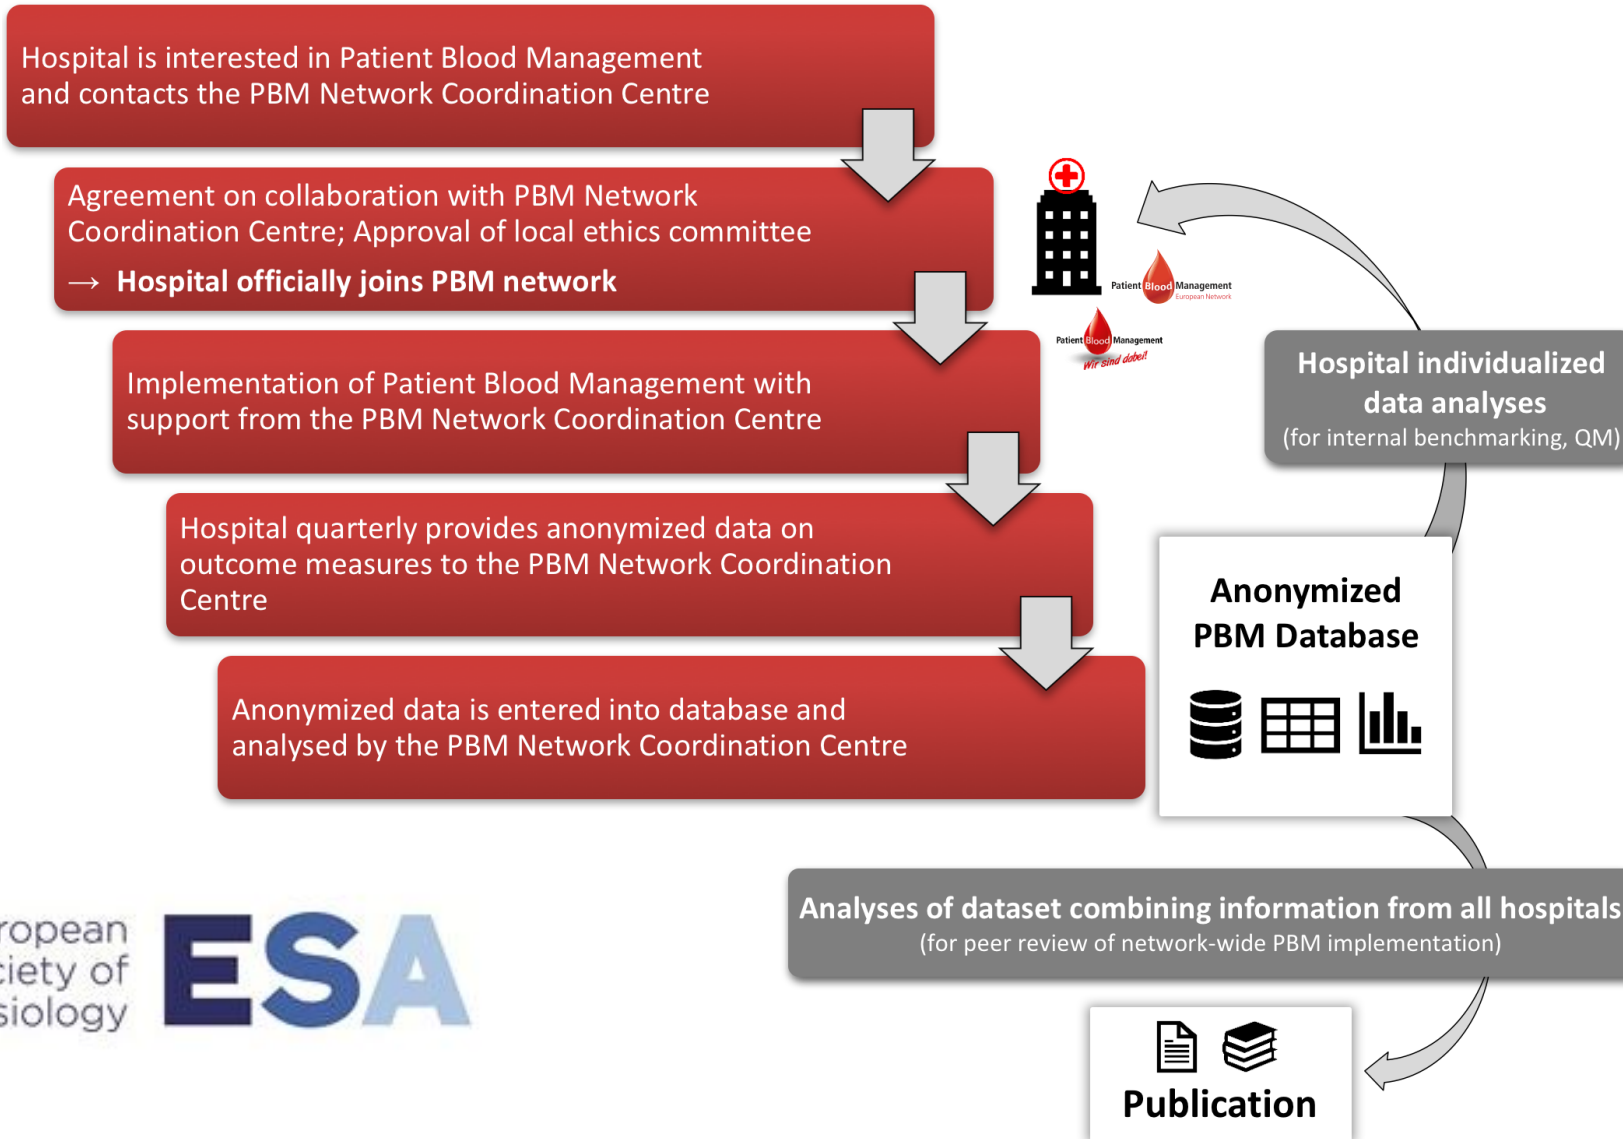 Hospital is interested in Patient Blood Management
and contacts the PBM Network Coordination Centre
Agreement on collaboration with PBM Network
Coordination Centre; Approval of local ethics committee
→ Hospital officially joins PBM network
Implementation of Patient Blood Management with
support from the PBM Network Coordination Centre
Hospital quarterly provides anonymized data on
outcome measures to the PBM Network Coordination
Centre
Anonymized data is entered into database and
analysed by the PBM Network Coordination Centre
Patient Blood Management
European Network
Patient Blood Management
Wir sind dabei!
Hospital individualized
data analyses
(for internal benchmarking, QM)
Anonymized
PBM Database
Analyses of dataset combining information from all hospitals
(for peer review of network-wide PBM implementation)
Publication
ropean
ciety of
siology
ESA